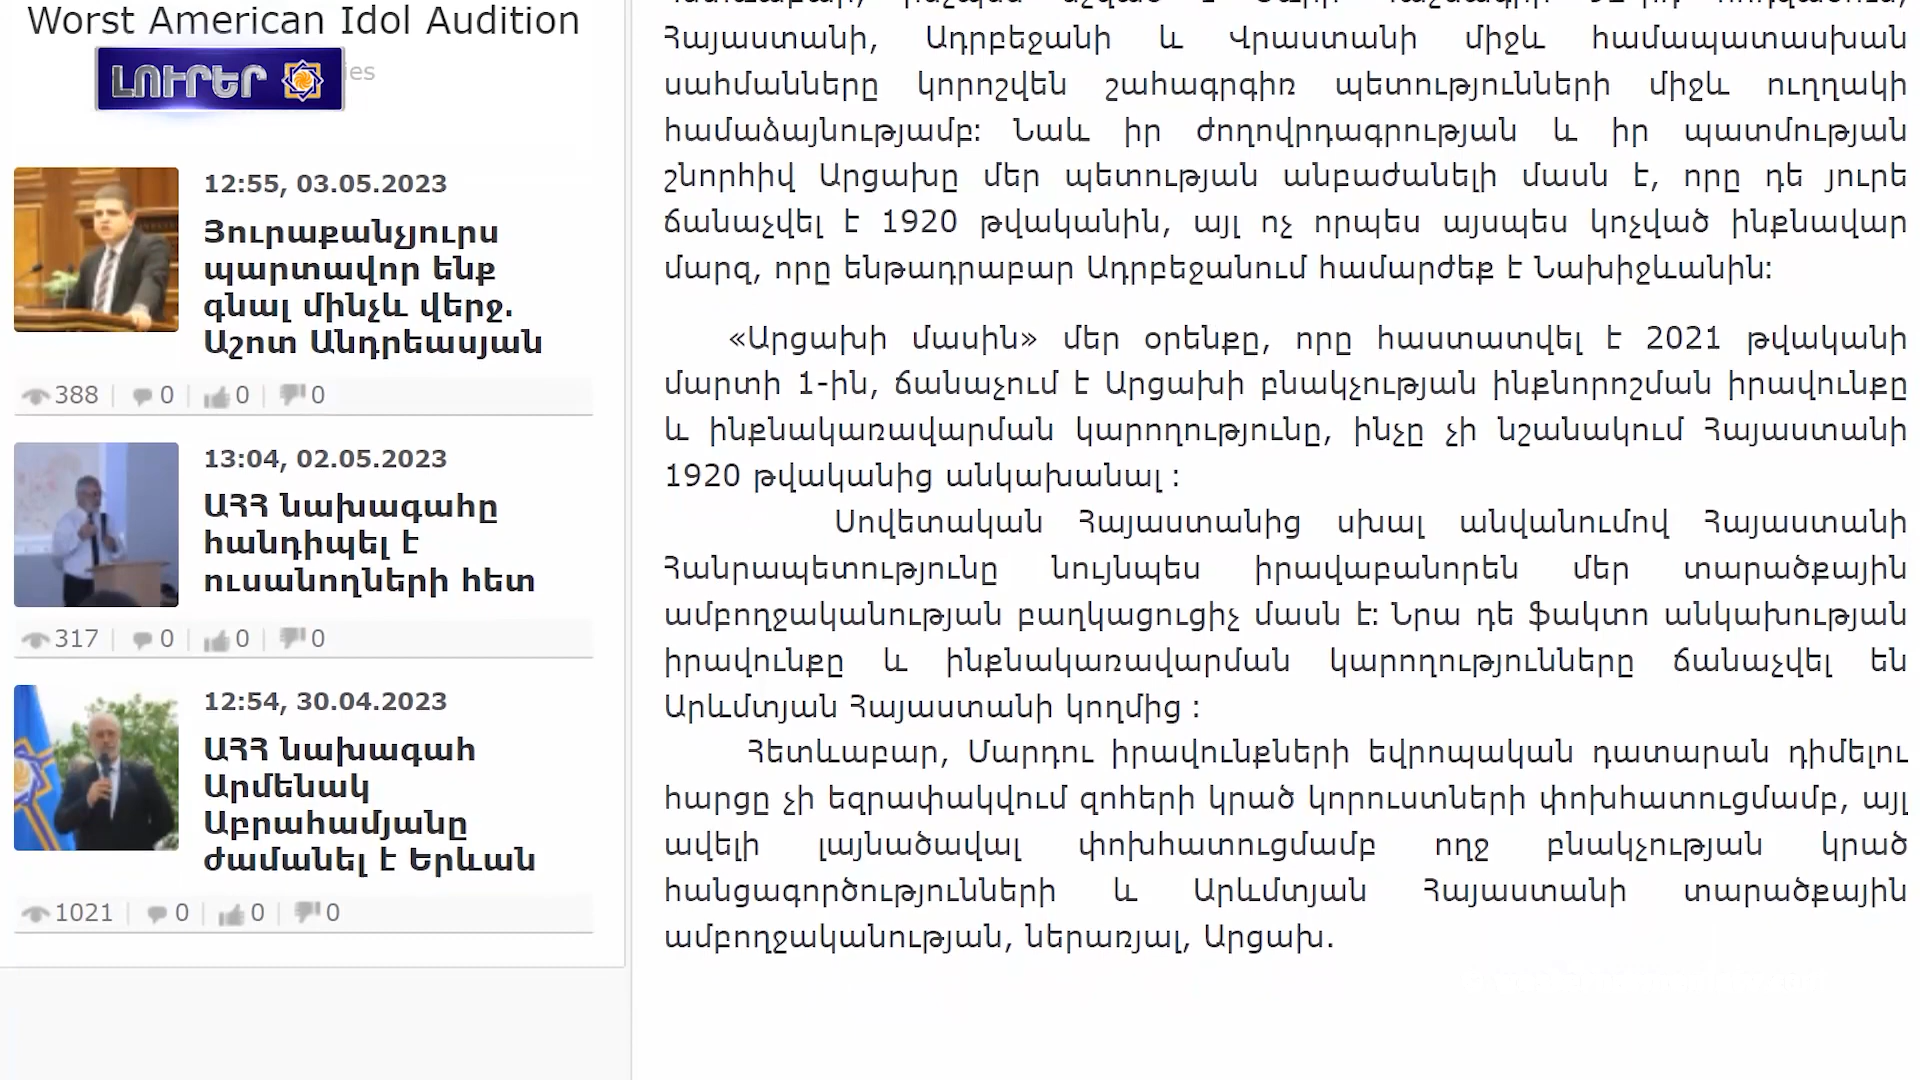 Worst American Idol Audition
ԼՈՒՐԵՐ
ies
12:55, 03.05.2023
Յուրաքանչյուրս
պարտավոր ենք
գնալ մինչև վերջ.
Աշոտ Անդրեասյան
388 0 0 0
13:04, 02.05.2023
ԱՀՀ նախագահը
հանդիպել է
ուսանողների հետ
317 0 0 0
12:54, 30.04.2023
ԱՀՀ նախագահ
Արմենակ
Աբրահամյանը
ժամանել է Երևան
1021 0 0 0
Հայաստանի, Ադրբեջանի և Վրաստանի միջև համապատասխան
սահմանները կորոշվեն շահագրգիռ պետությունների միջև ուղղակի
համաձայնությամբ: Նաև իր ժողովրդագրության և իր պատմության
շնորհիվ Արցախը մեր պետության անբաժանելի մասն է, որը դե յուրե
ճանաչվել է 1920 թվականին, այլ ոչ որպես այսպես կոչված ինքնավար
մարզ, որը ենթադրաբար Ադրբեջանում համարժեք է Նախիջևանին:
«Արցախի մասին» մեր օրենքը, որը հաստատվել է 2021 թվականի
մարտի 1-ին, ճանաչում է Արցախի բնակչության ինքնորոշման իրավունքը
և ինքնակառավարման կարողությունը, ինչը չի նշանակում Հայաստանի
1920 թվականից անկախանալ :
Սովետական Հայաստանից սխալ անվանումով Հայաստանի
Հանրապետությունը նույնպես իրավաբանորեն մեր տարածքային
ամբողջականության բաղկացուցիչ մասն է: Նրա դե ֆակտո անկախության
իրավունքը և ինքնակառավարման կարողությունները ճանաչվել են
Արևմտյան Հայաստանի կողմից :
Հետևաբար, Մարդու իրավունքների եվրոպական դատարան դիմելու
հարցը չի եզրափակվում զոհերի կրած կորուստների փոխհատուցմամբ, այլ
ավելի լայնածավալ փոխհատուցմամբ ողջ բնակչության կրած
հանցագործությունների և Արևմտյան Հայաստանի տարածքային
ամբողջականության, ներառյալ, Արցախ.